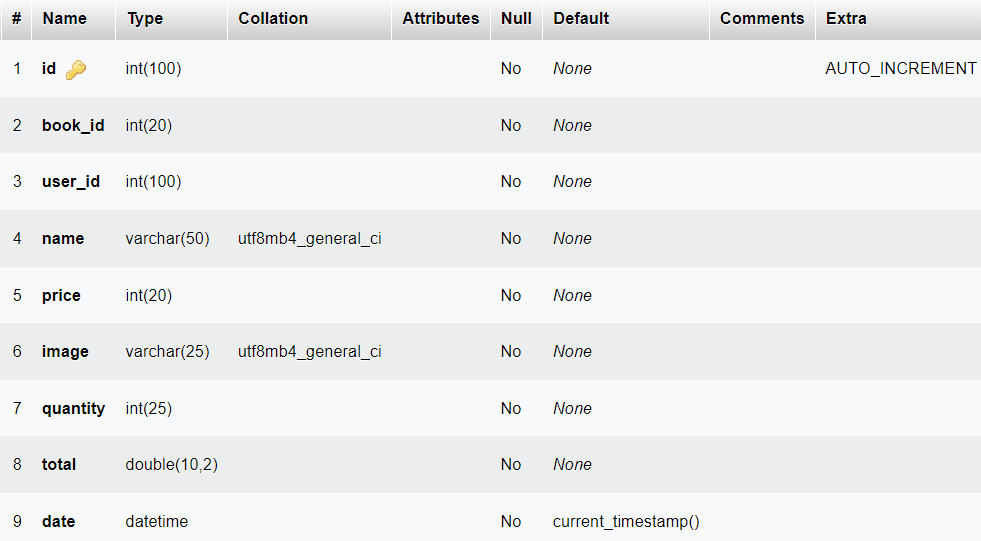 # Name Type Collation Attributes Null Default Comments Extra
1 id int(100) No None AUTO_INCREMENT
2 book_id int(20) No None
3 user_id int(100) No None
4 name varchar(50) utf8mb4_general_ci No None
5 price int(20) No None
6 image varchar(25) utf8mb4_general_ci No None
7 quantity int(25) No None
8 total double(10,2) No None
9 date datetime No current_timestamp()